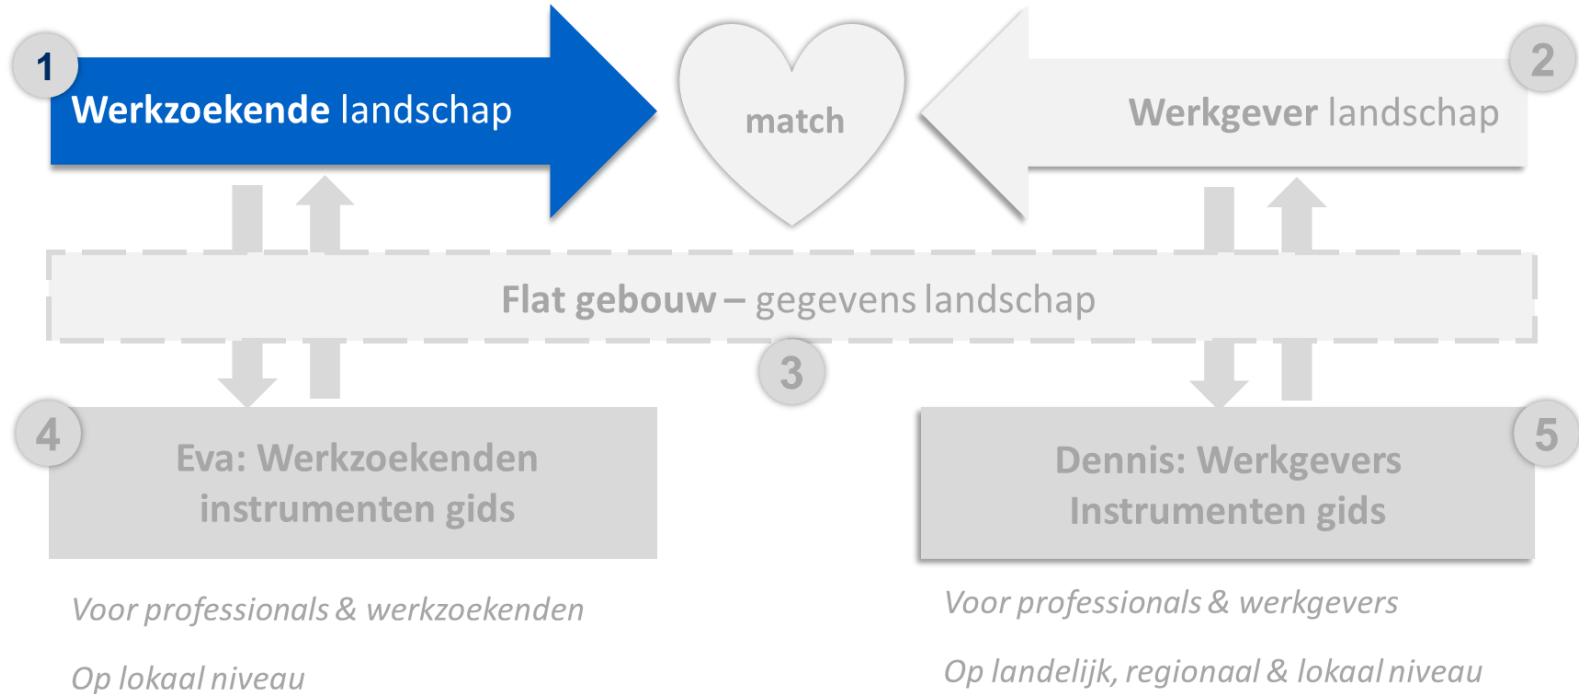 1
Werkzoekende landschap
match
2
Werkgever landschap
Flat gebouw – gegevens landschap
3
4
Eva: Werkzoekenden
instrumenten gids
5
Dennis: Werkgevers
Instrumenten gids
Voor professionals & werkzoekenden
Op lokaal niveau
Voor professionals & werkgevers
Op landelijk, regionaal & lokaal niveau